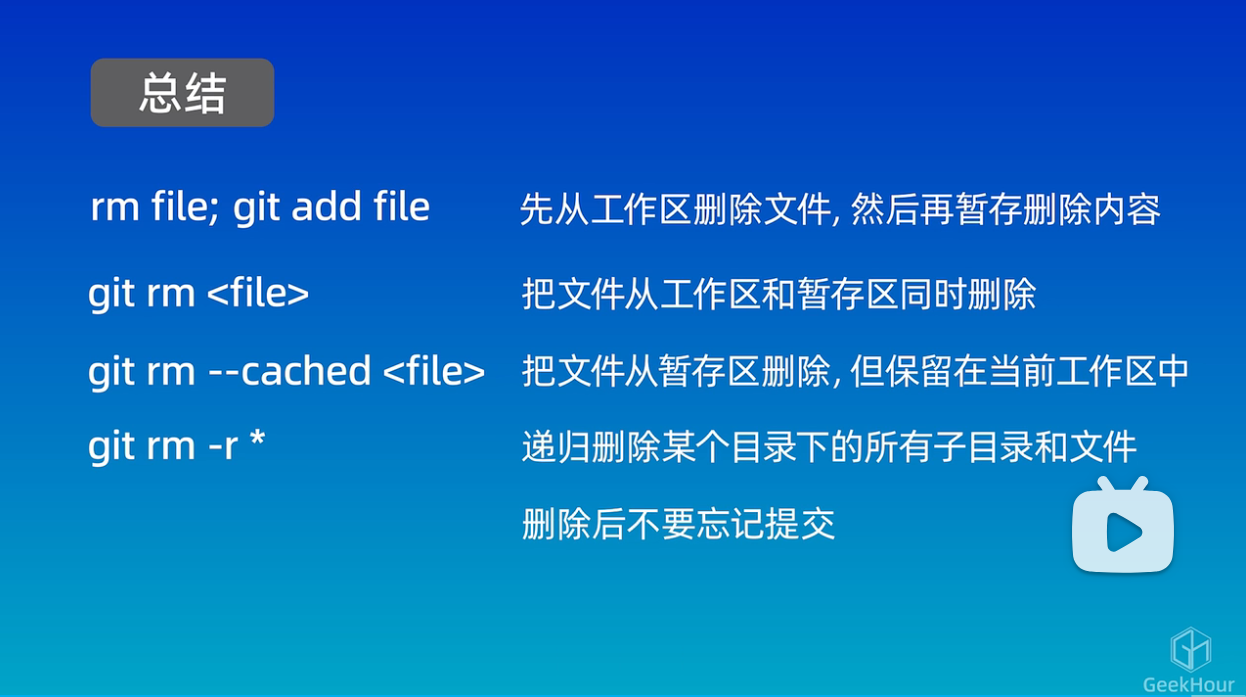 总结
rm file; git add file 先从工作区删除文件, 然后再暂存删除内容
git rm <file> 把文件从工作区和暂存区同时删除
git rm --cached <file> 把文件从暂存区删除, 但保留在当前工作区中
git rm -r * 递归删除某个目录下的所有子目录和文件
删除后不要忘记提交
GeekHour